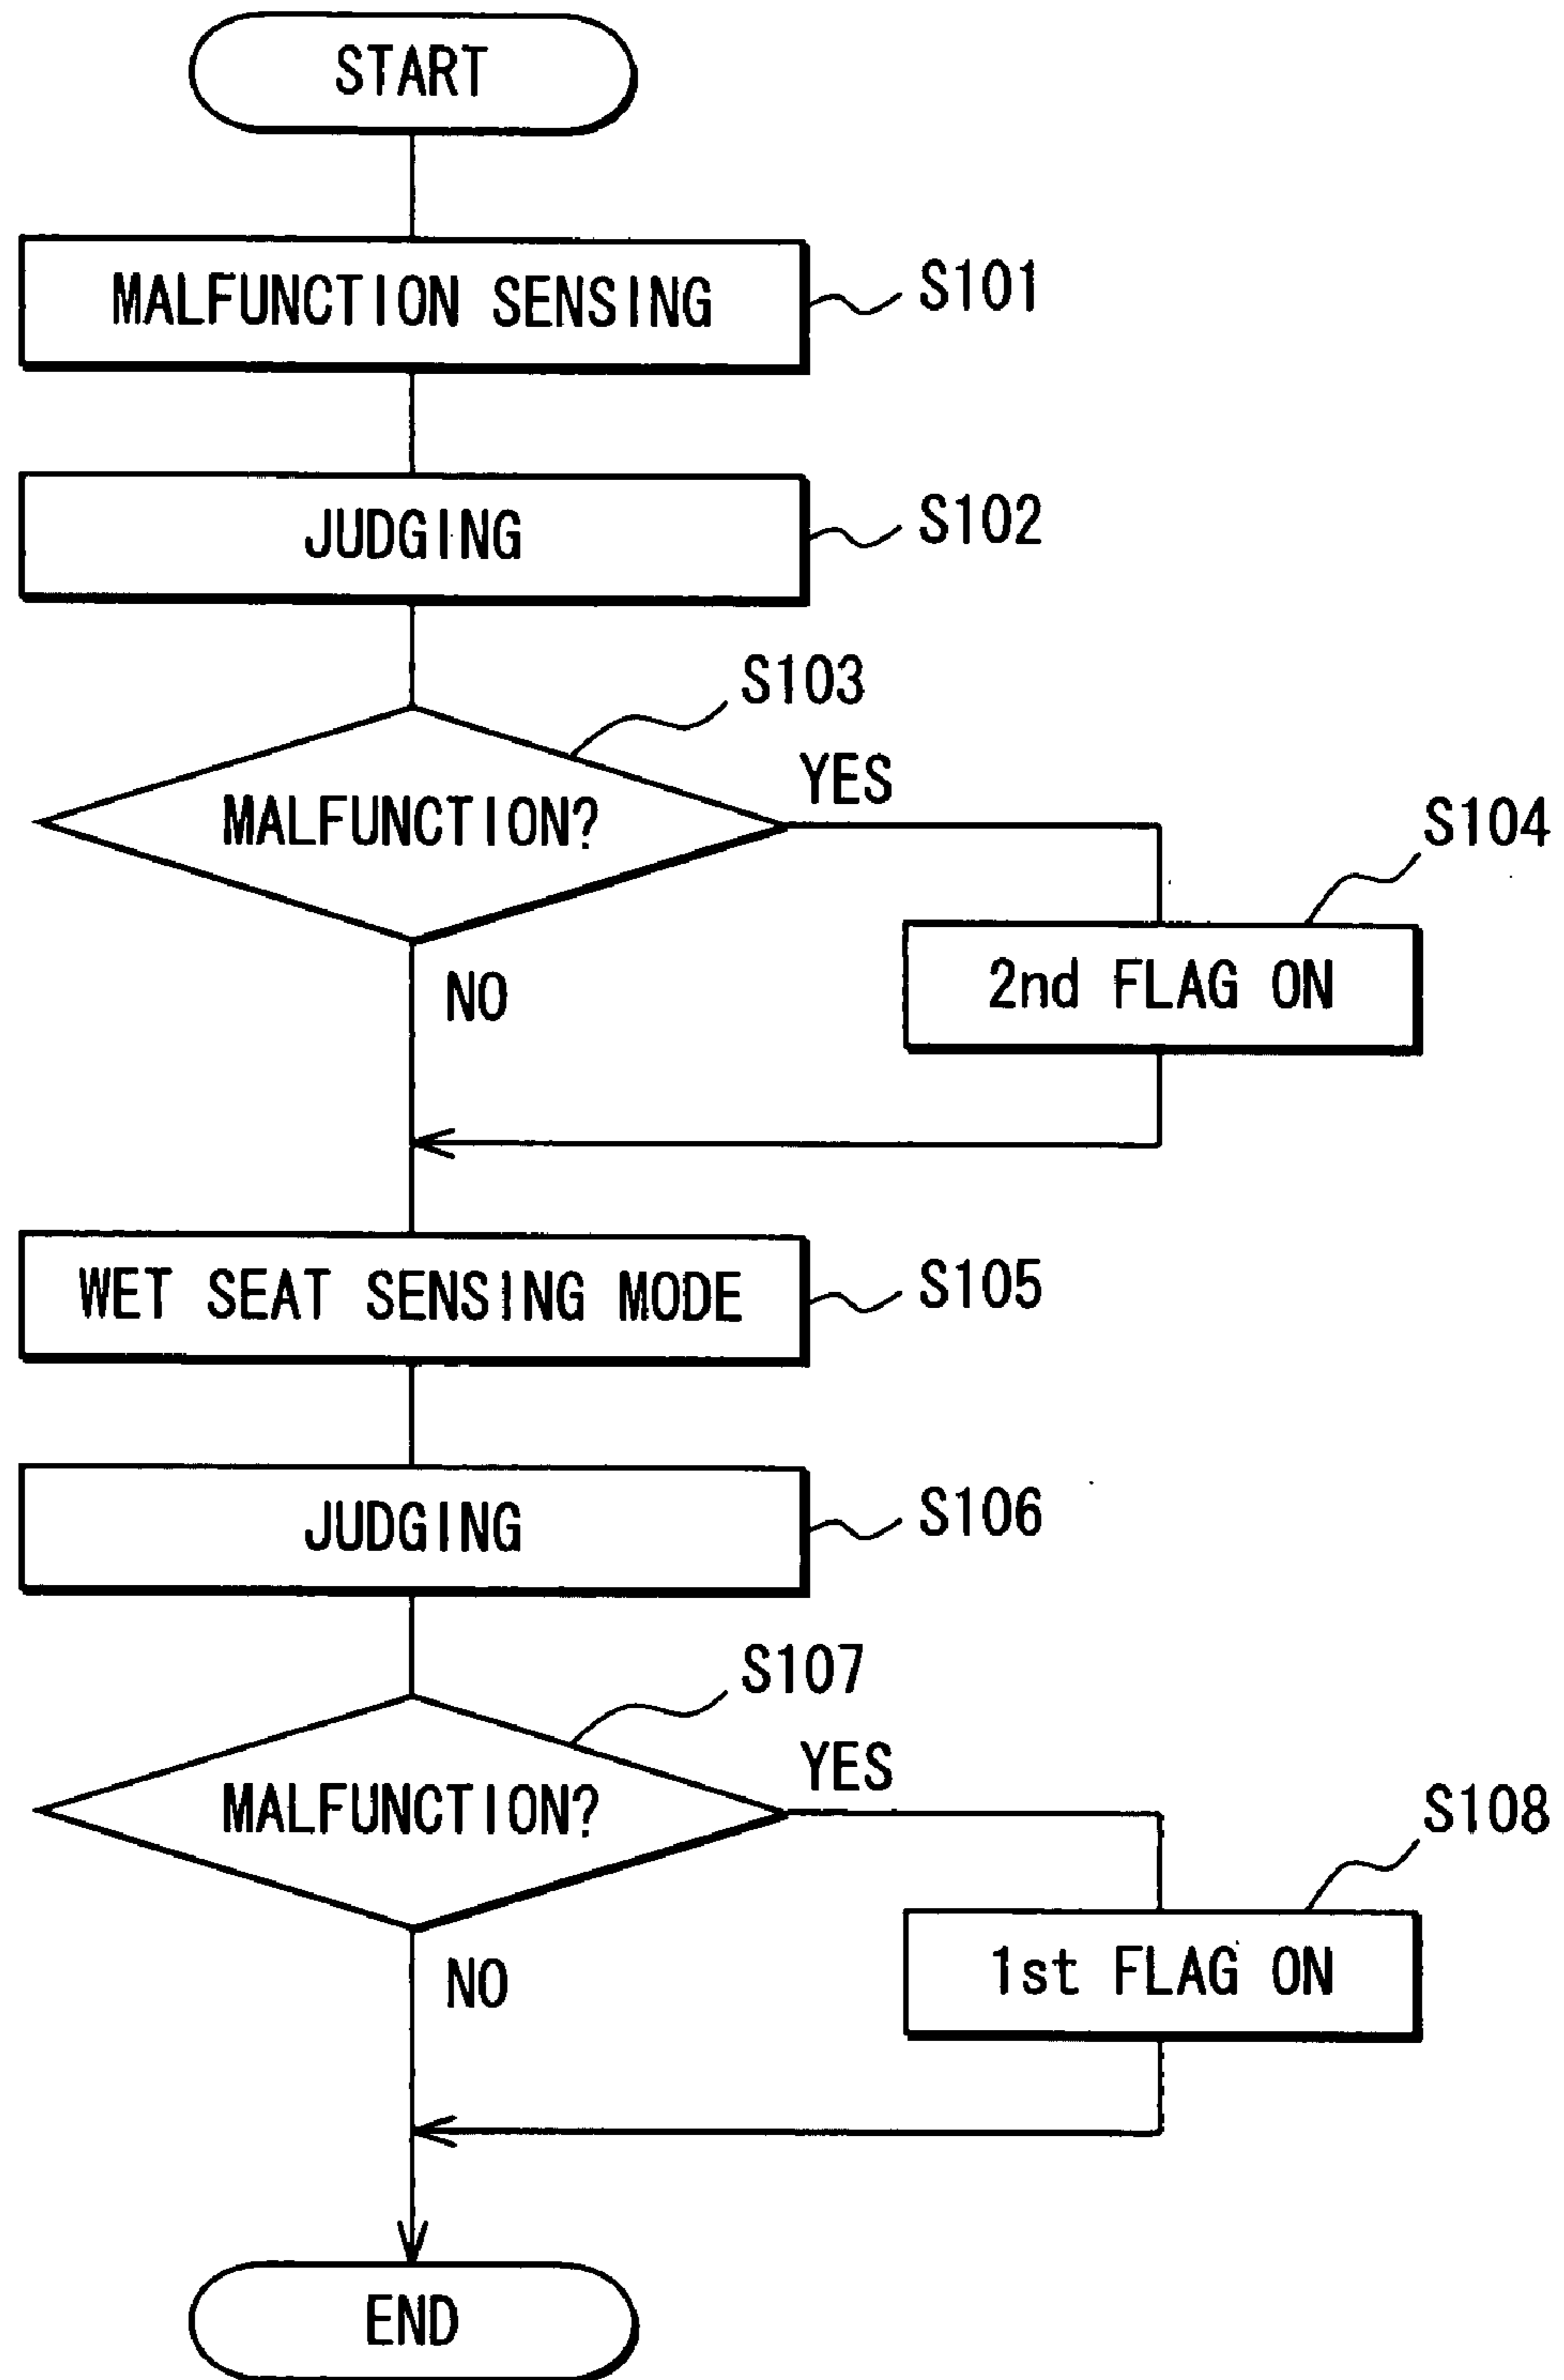 START
MALFUNCTION SENSING
S101
JUDGING
S102
S103
MALFUNCTION?
YES
S104
2nd FLAG ON
NO
WET SEAT SENSING MODE
S105
JUDGING
S106
S107
MALFUNCTION?
YES
S108
1st FLAG ON
NO
END